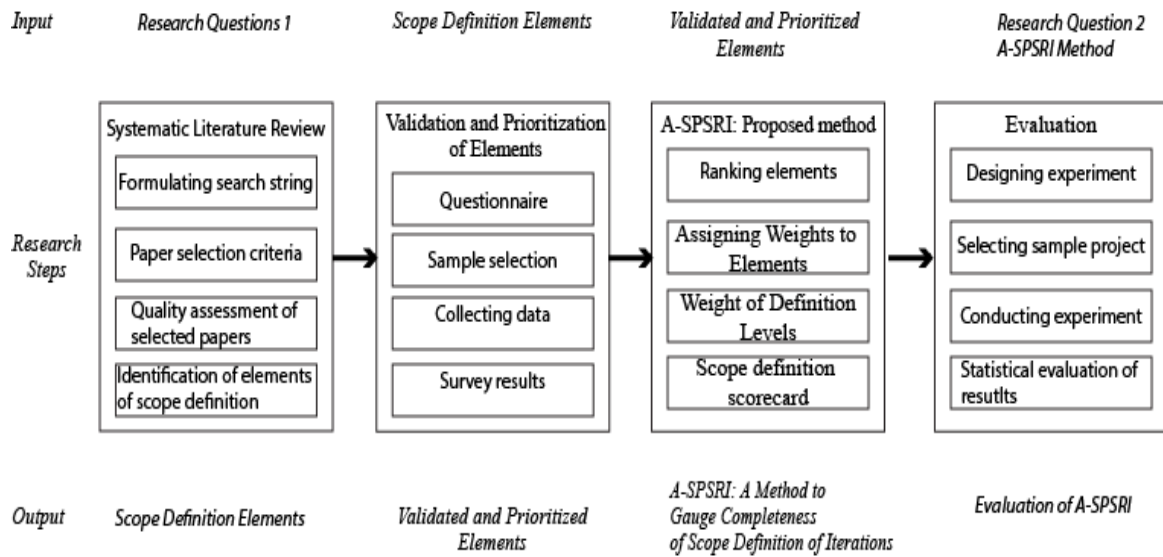 Input
Research Questions 1
Scope Definition Elements
Validated and Prioritized
Elements
Research Question 2
A-SPSRI Method
Research
Steps
Systematic Literature Review
Formulating search string
Paper selection criteria
Quality assessment of
selected papers
Identification of elements
of scope definition
Validation and Prioritization
of Elements
Questionnaire
Sample selection
Collecting data
Survey results
A-SPSRI: Proposed method
Ranking elements
Assigning Weights to
Elements
Weight of Definition
Levels
Scope definition
scorecard
Evaluation
Designing experiment
Selecting sample project
Conducting experiment
Statistical evaluation of
resutlts
Output
Scope Definition Elements
Validated and Prioritized
Elements
A-SPSRI: A Method to
Gauge Completeness
of Scope Definition of Iterations
Evaluation of A-SPSRI